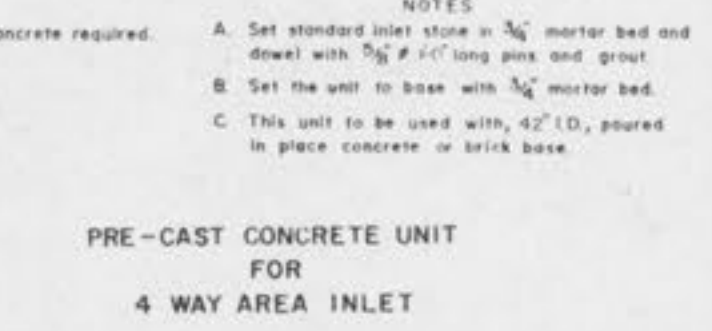 NOTES
oncrete required.
A. Set standard inlet stone in 3/4" mortar bed and
dowel with 5/8" long pins and grout
B. Set the unit to base with 3/4" mortar bed.
C. This unit to be used with, 42" I.D., poured
in place concrete or brick base
PRE-CAST CONCRETE UNIT
FOR
4 WAY AREA INLET